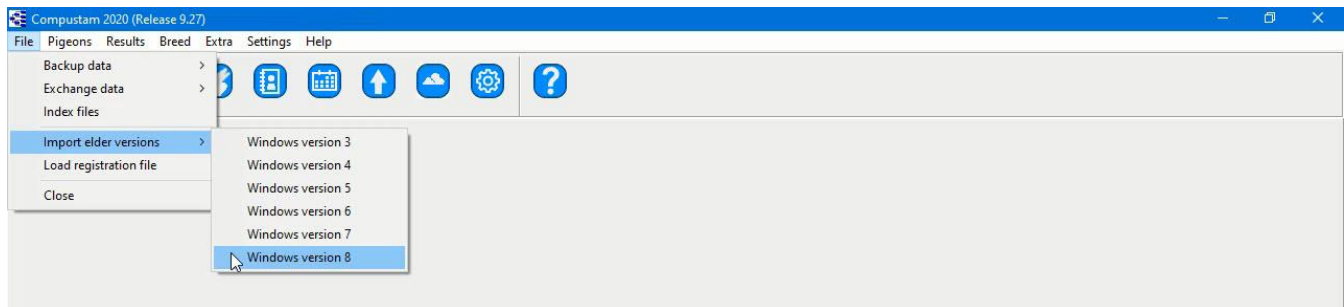 Compustam 2020 (Release 9.27)
File Pigeons Results Breed Extra Settings Help
Backup data
Exchange data
Index files
Import elder versions
Load registration file
Close
Windows version 3
Windows version 4
Windows version 5
Windows version 6
Windows version 7
Windows version 8